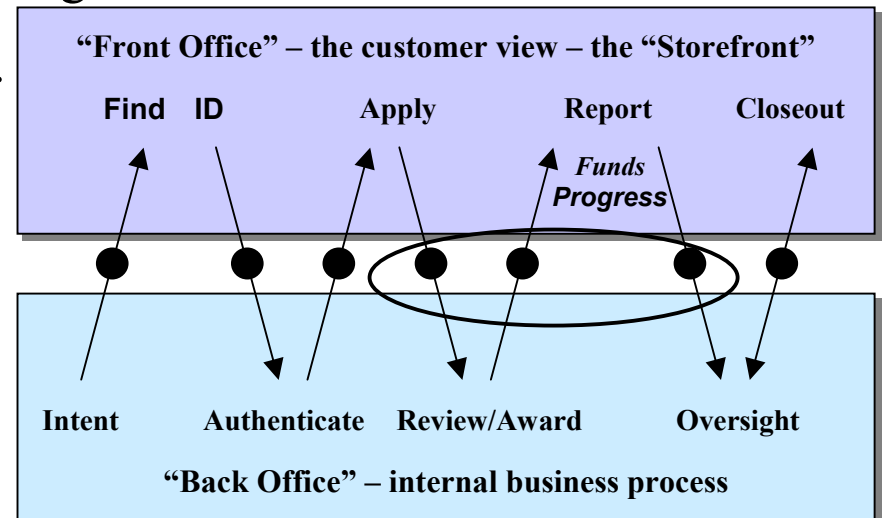 “Front Office” – the customer view – the “Storefront”
Find ID Apply Report Closeout
Funds
Progress
Intent Authenticate Review/Award Oversight
“Back Office” – internal business process